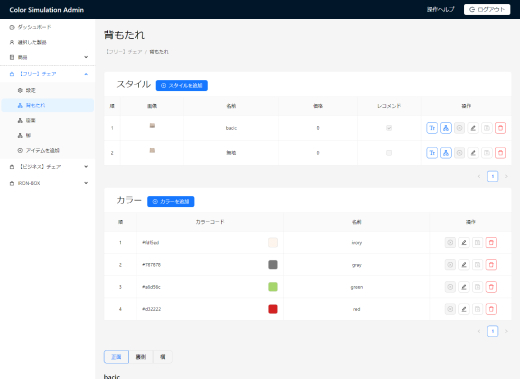 Color Simulation Admin
操作ヘルプ
ログアウト
ダッシュボード
選択した製品
商品
【フリー】チェア
設定
背もたれ
座面
脚
アイテムを追加
【ビジネス】チェア
IRON-BOX
背もたれ
【フリー】チェア / 背もたれ
スタイル
スタイルを追加
順 画像 名前 価格 レコメンド 操作
1 basic 0
2 無地 0
1
カラー
カラーを追加
順 カラーコード 名前 操作
1 ivory
2 #787878 gray
3 green
4 #d32222 red
1
正面 裏側 横
basic